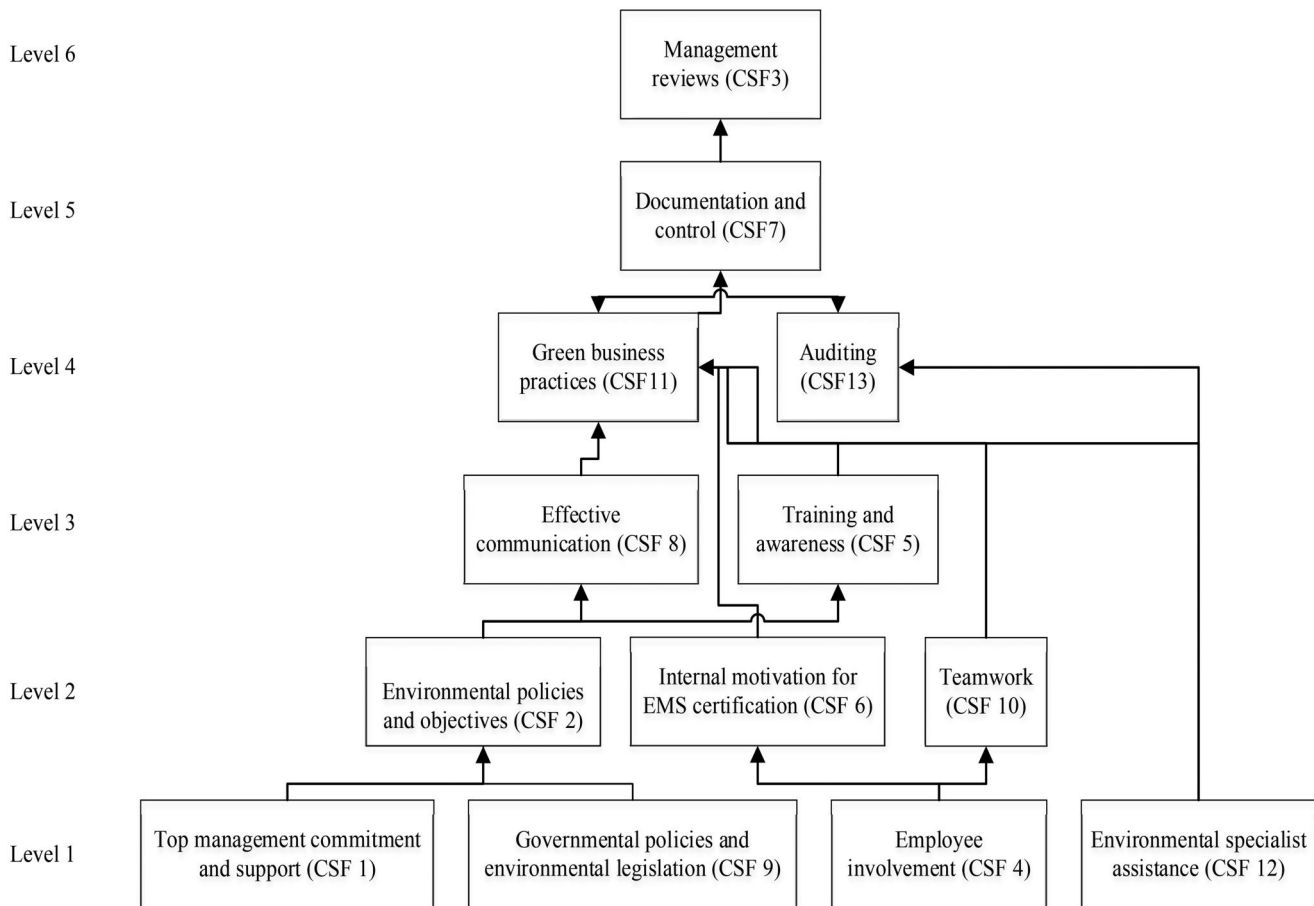 Level 6
Management
reviews (CSF3)
Level 5
Documentation and
control (CSF7)
Level 4
Green business
practices (CSF11)
Auditing
(CSF13)
Level 3
Effective
communication (CSF 8)
Training and
awareness (CSF 5)
Level 2
Environmental policies
and objectives (CSF 2)
Internal motivation for
EMS certification (CSF 6)
Teamwork
(CSF 10)
Level 1
Top management commitment
and support (CSF 1)
Governmental policies and
environmental legislation (CSF 9)
Employee
involvement (CSF 4)
Environmental specialist
assistance (CSF 12)